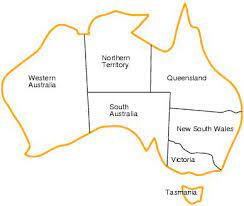 Northern
Territory
Western
Australia
Queensland
South
Australia
New South Wales
Victoria
Tasmania